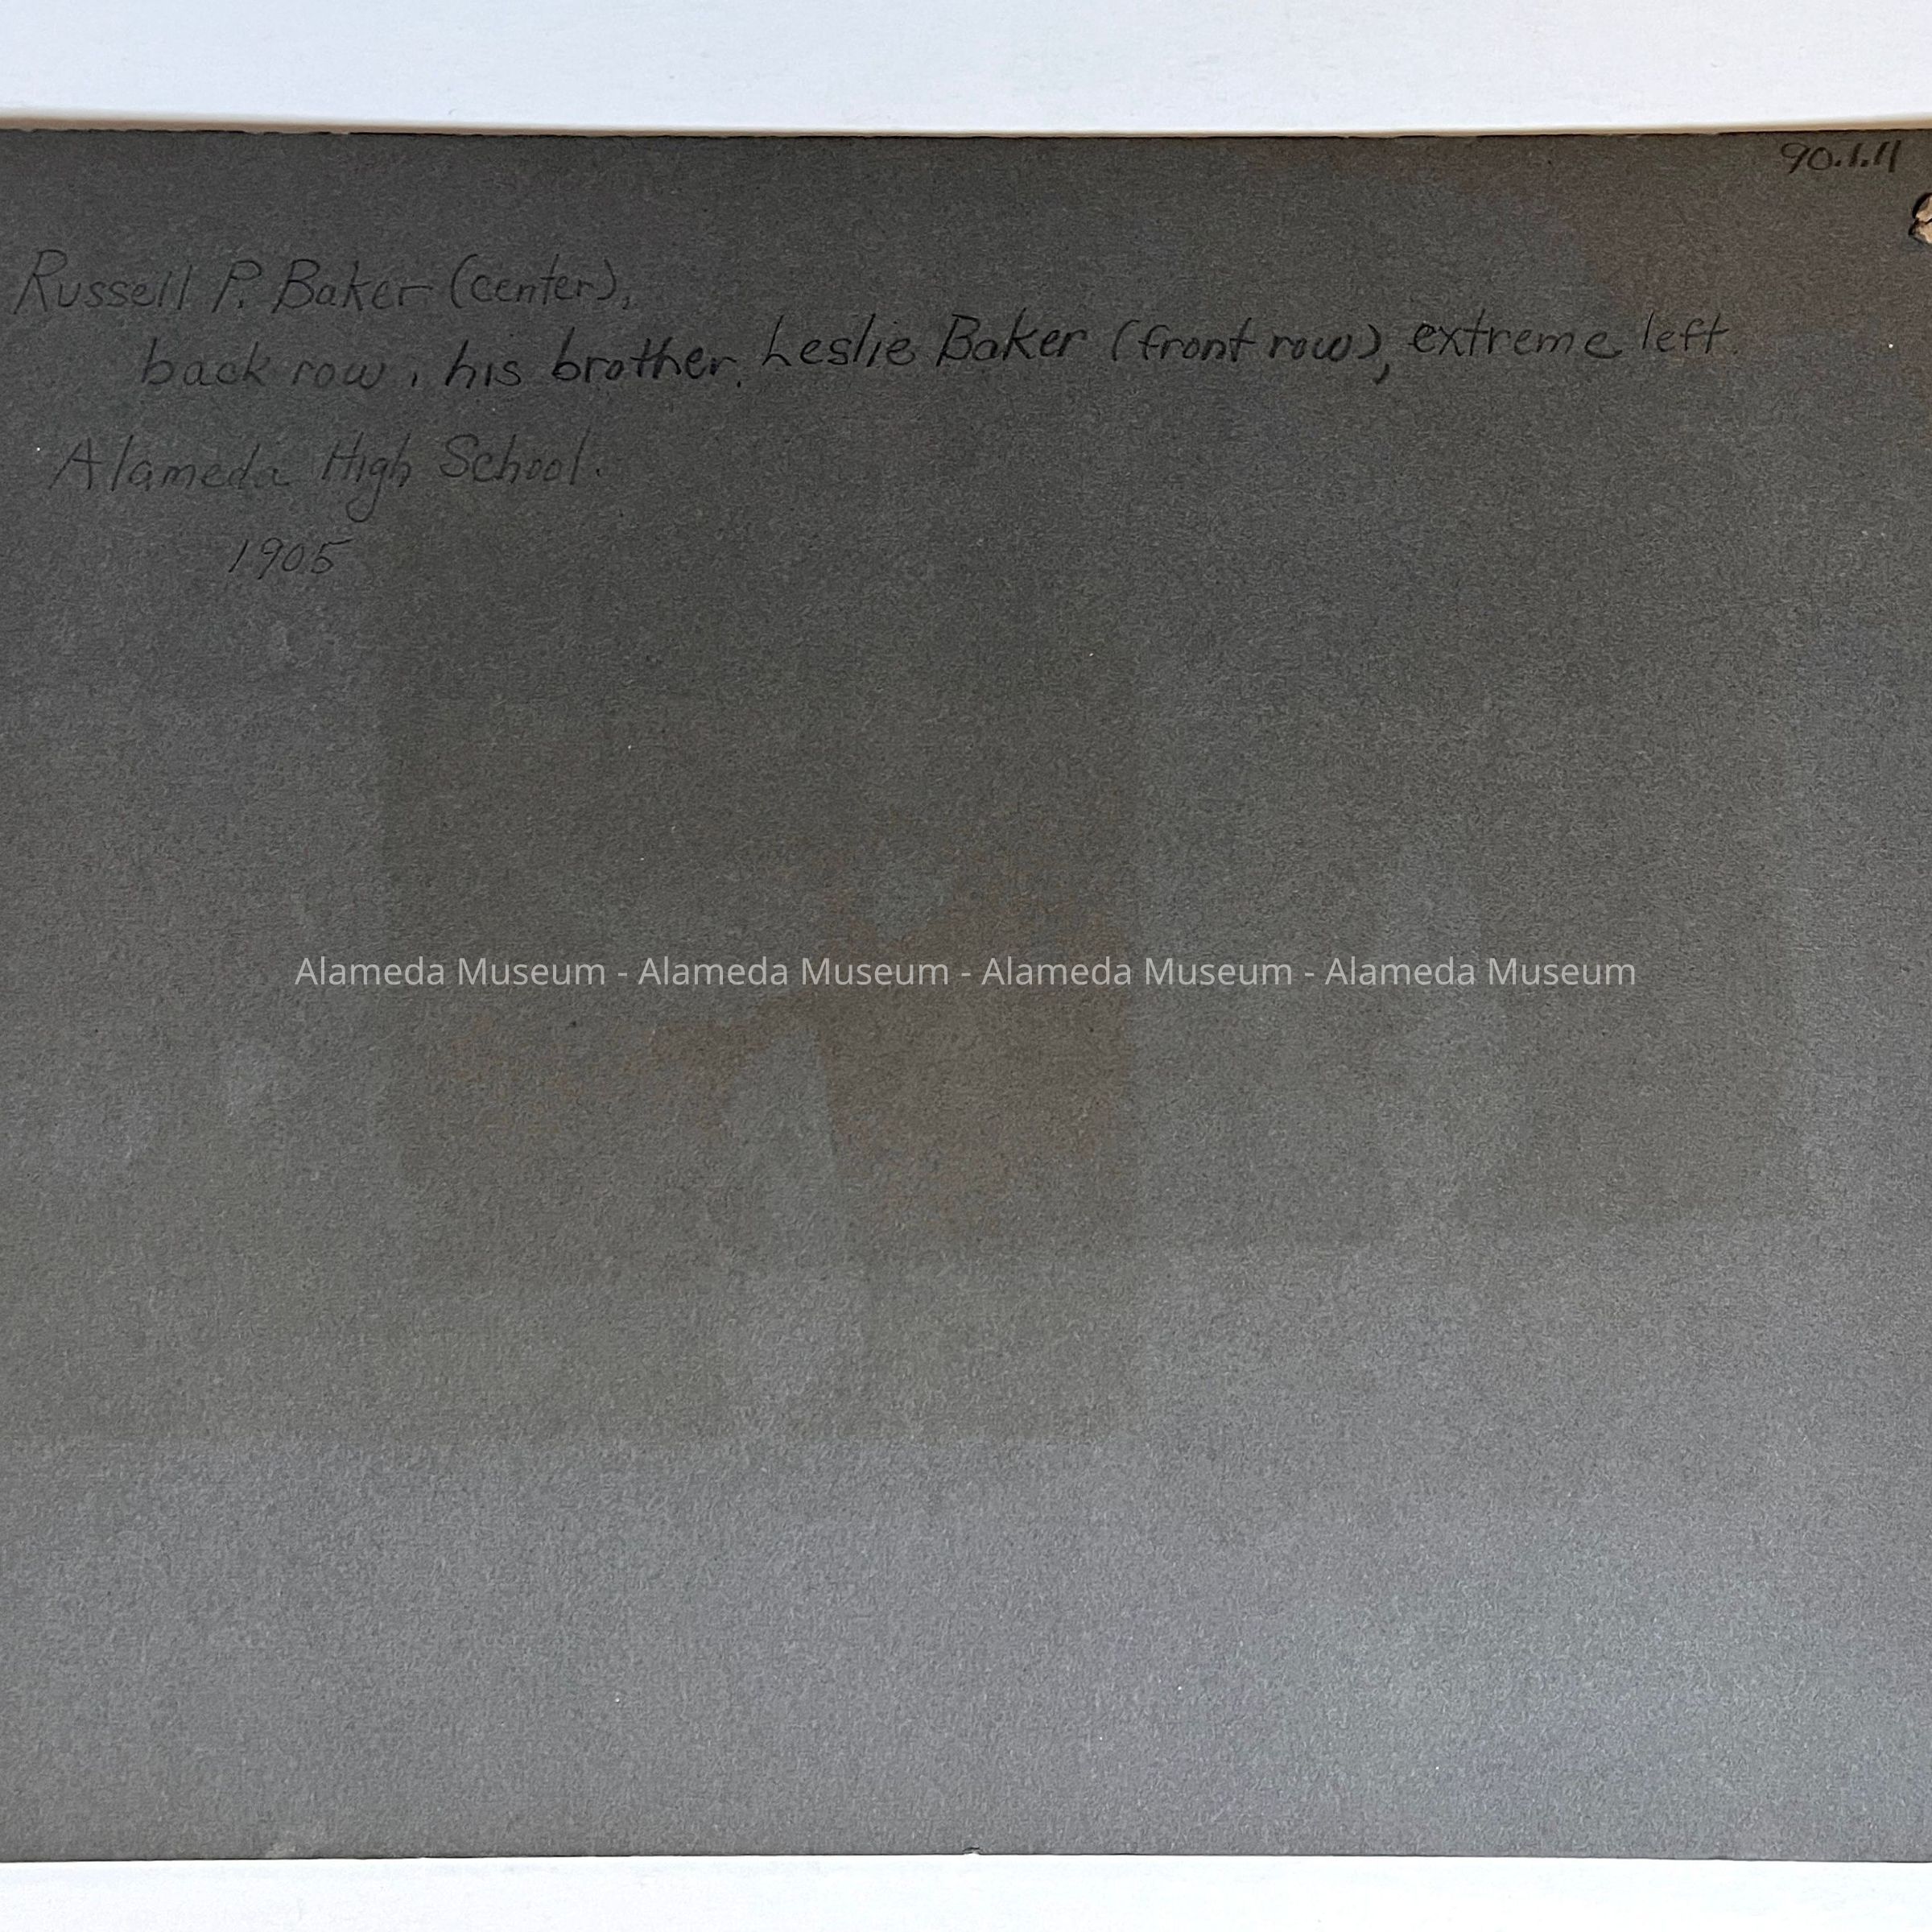 90.1.11
Russell P. Baker (center),
back row, his brother, Leslie Baker (front row), extreme left.
Alameda High School.
1905
Alameda Museum - Alameda Museum - Alameda Museum - Alameda Museum